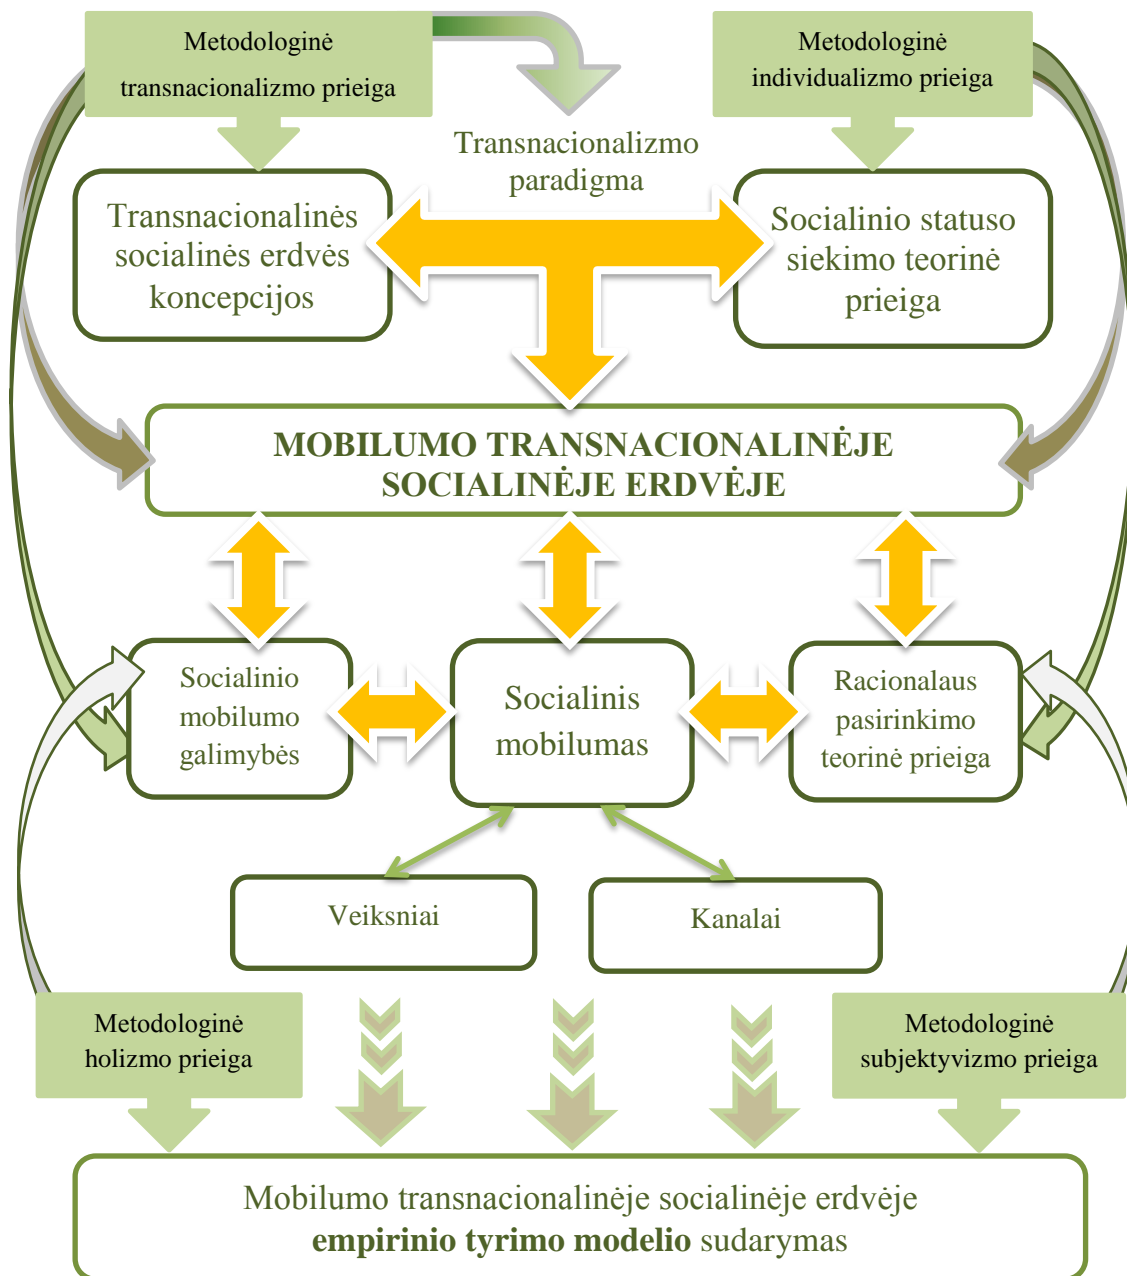 Metodologinė
transnacionalizmo prieiga
Metodologinė
individualizmo prieiga
Transnacionalizmo
paradigma
Transnacionalinės
socialinės erdvės
koncepcijos
Socialinio statuso
siekimo teorinė
prieiga
MOBILUMO TRANSNACIONALINĖJE
SOCIALINĖJE ERDVĖJE
Socialinio
mobilumo
galimybės
Socialinis
mobilumas
Racionalaus
pasirinkimo
teorinė prieiga
Veiksniai
Kanalai
Metodologinė
holizmo prieiga
Metodologinė
subjektyvizmo prieiga
Mobilumo transnacionalinėje socialinėje erdvėje
empirinio tyrimo modelio sudarymas